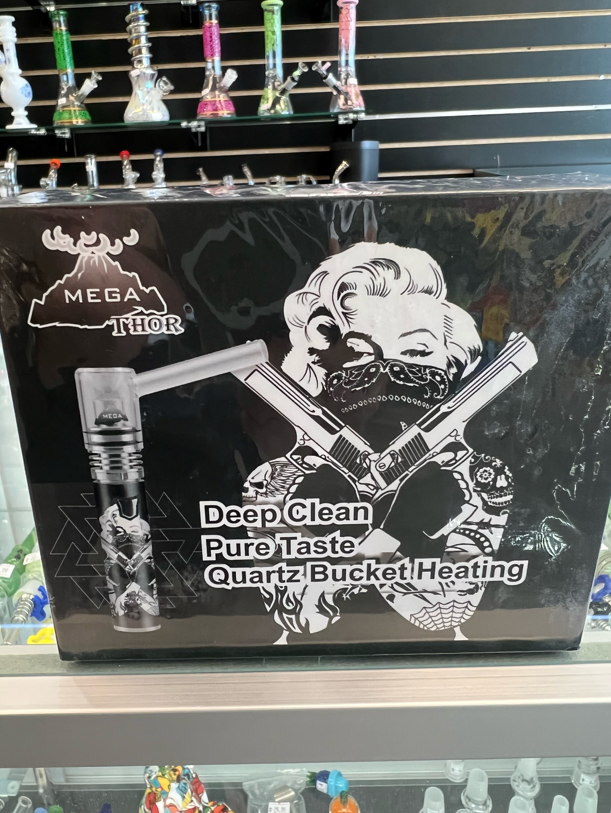 MEGA
THOR
MEGA
Deep Clean
Pure Taste
Quartz Bucket Heating